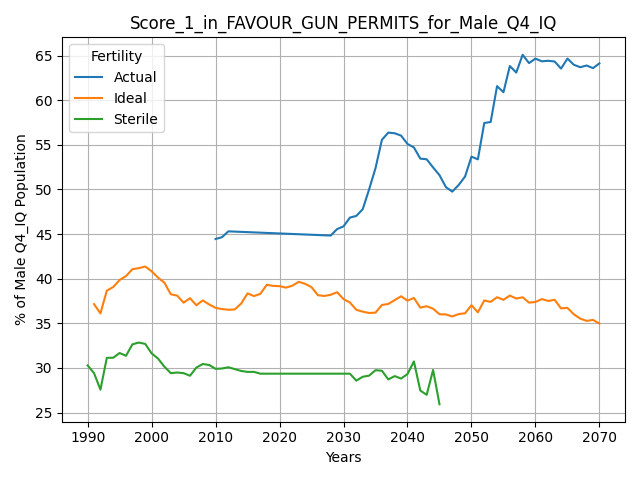 Score_1_in_FAVOUR_GUN_PERMITS_for_Male_Q4_IQ
Fertility
Actual
Ideal
Sterile
% of Male Q4_IQ Population
65
60
55
50
45
40
35
30
25
1990 2000 2010 2020 2030 2040 2050 2060 2070
Years